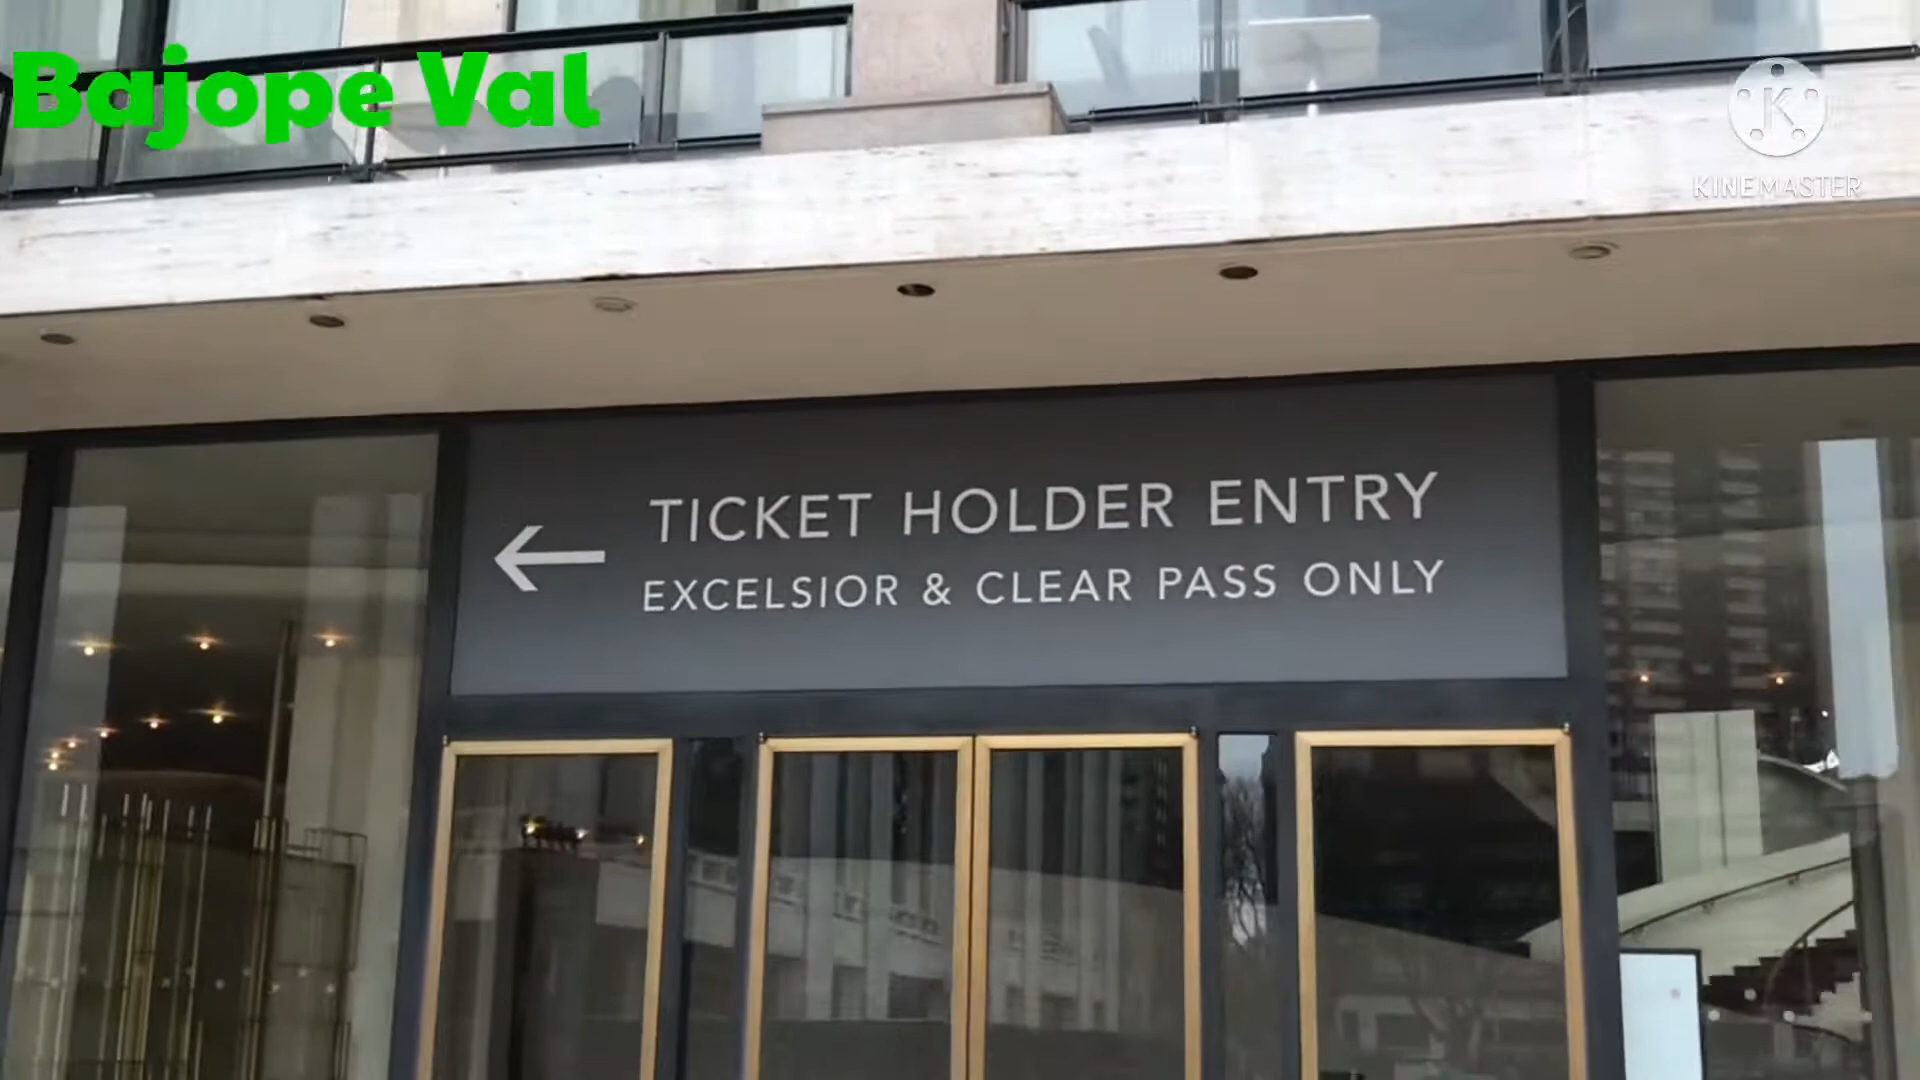 Bajope Val
K
KINEMASTER
← TICKET HOLDER ENTRY
EXCELSIOR & CLEAR PASS ONLY